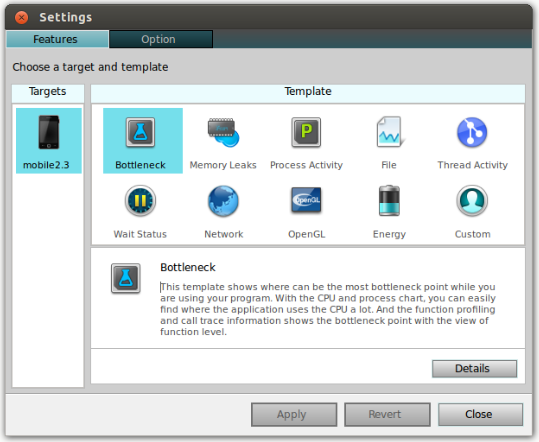 Settings
Features
Option
Choose a target and template
Targets
Template
mobile2.3
Bottleneck
Memory Leaks
Process Activity
File
Thread Activity
Wait Status
Network
OpenGL
OpenGL
Energy
Custom
Bottleneck
This template shows where can be the most bottleneck point while you
are using your program. With the CPU and process chart, you can easily
find where the application uses the CPU a lot. And the function profiling
and call trace information shows the bottleneck point with the view of
function level.
Details
Apply
Revert
Close